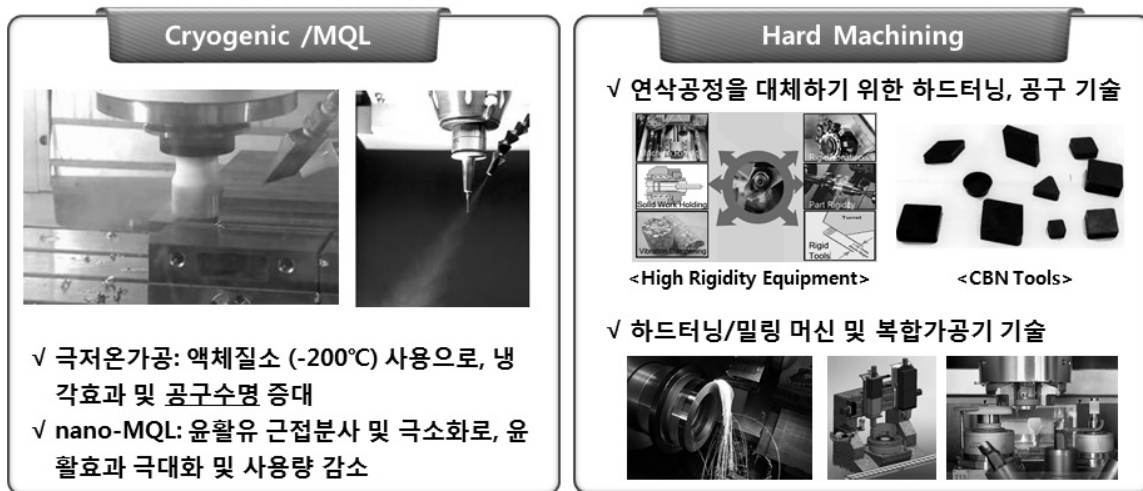 Cryogenic /MQL
√ 극저온가공: 액체질소 (-200℃) 사용으로, 냉
각효과 및 공구수명 증대
√ nano-MQL: 윤활유 근접분사 및 극소화로, 윤
활효과 극대화 및 사용량 감소
Hard Machining
√ 연삭공정을 대체하기 위한 하드터닝, 공구 기술
Solid Work Holding
Part Rigidity
Turret
Rigid
Tools
<High Rigidity Equipment>
<CBN Tools>
√ 하드터닝/밀링 머신 및 복합가공기 기술